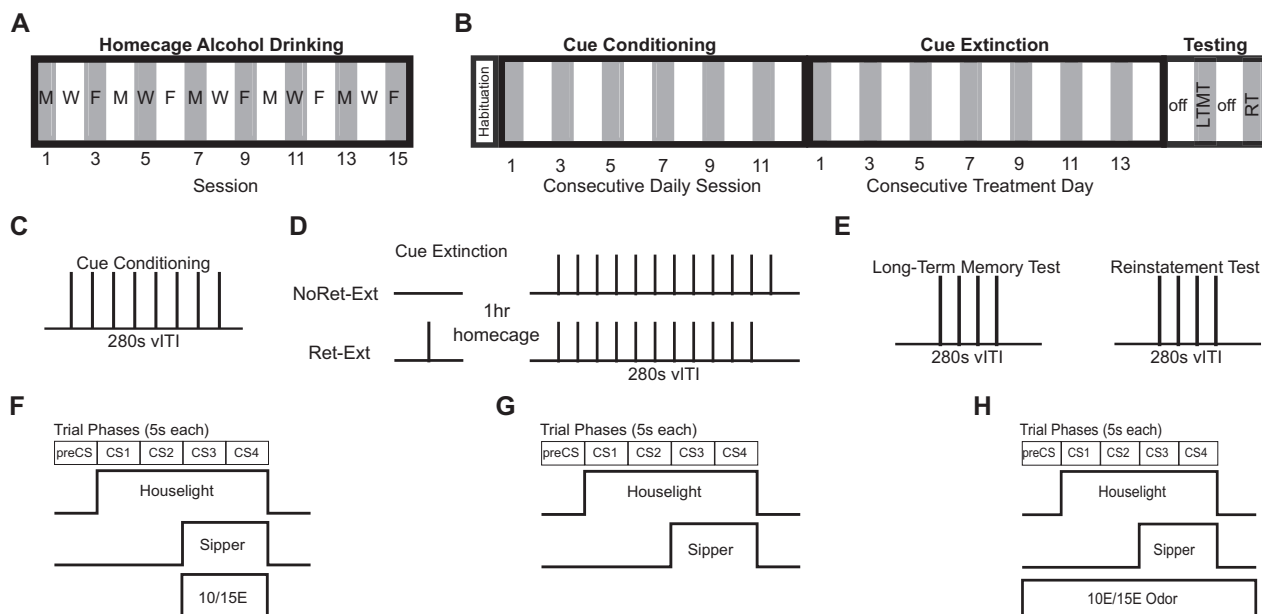 A
Homecage Alcohol Drinking
M W F M W F M W F M W F M W F
1 3 5 7 9 11 13 15
Session
B
Cue Conditioning
Cue Extinction
Testing
Habituation
off
LTMT
off
RT
1 3 5 7 9 11
1 3 5 7 9 11 13
Consecutive Daily Session
Consecutive Treatment Day
C
Cue Conditioning
280s vITI
D
Cue Extinction
NoRet-Ext
1hr
homecage
Ret-Ext
280s vITI
E
Long-Term Memory Test
280s vITI
Reinstatement Test
280s vITI
F
Trial Phases (5s each)
preCS CS1 CS2 CS3 CS4
Houselight
Sipper
10/15E
G
Trial Phases (5s each)
preCS CS1 CS2 CS3 CS4
Houselight
Sipper
H
Trial Phases (5s each)
preCS CS1 CS2 CS3 CS4
Houselight
Sipper
10E/15E Odor